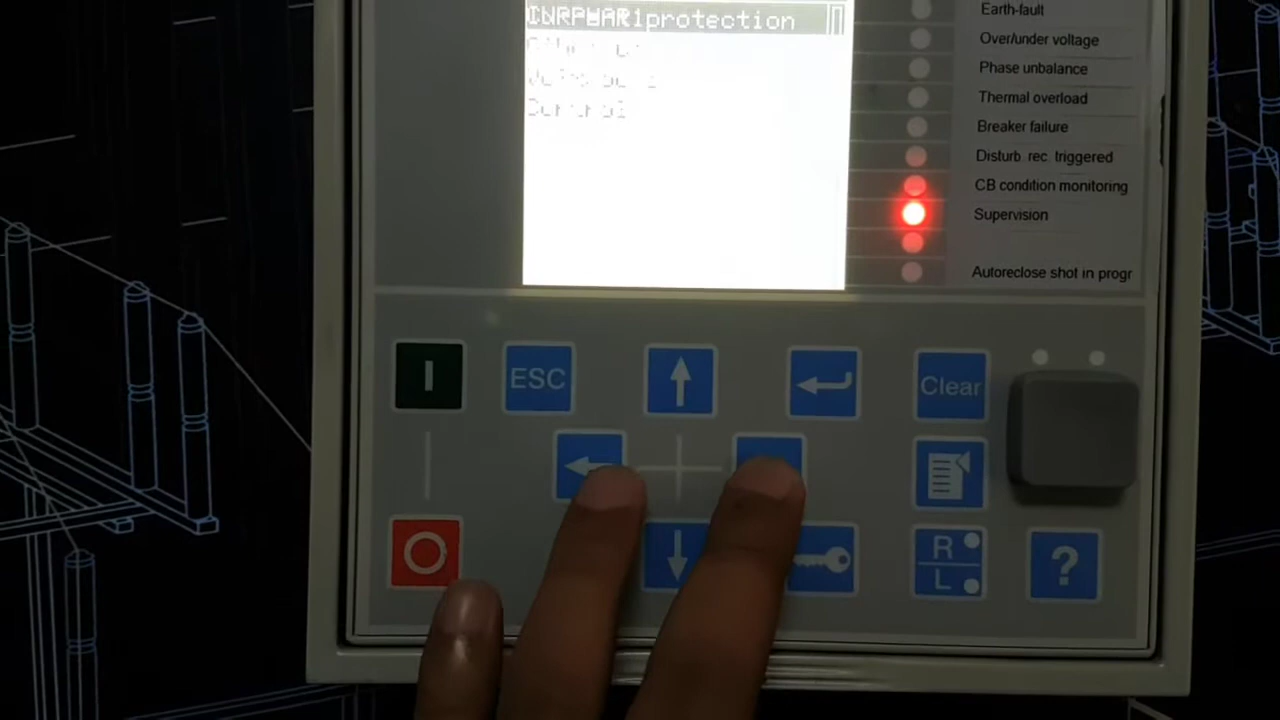 protection
Earth-fault
Over/under voltage
Phase unbalance
Thermal overload
Breaker failure
Disturb. rec. triggered
CB condition monitoring
Supervision
Autoreclose shot in progr
I
ESC
Clear
R
L
?